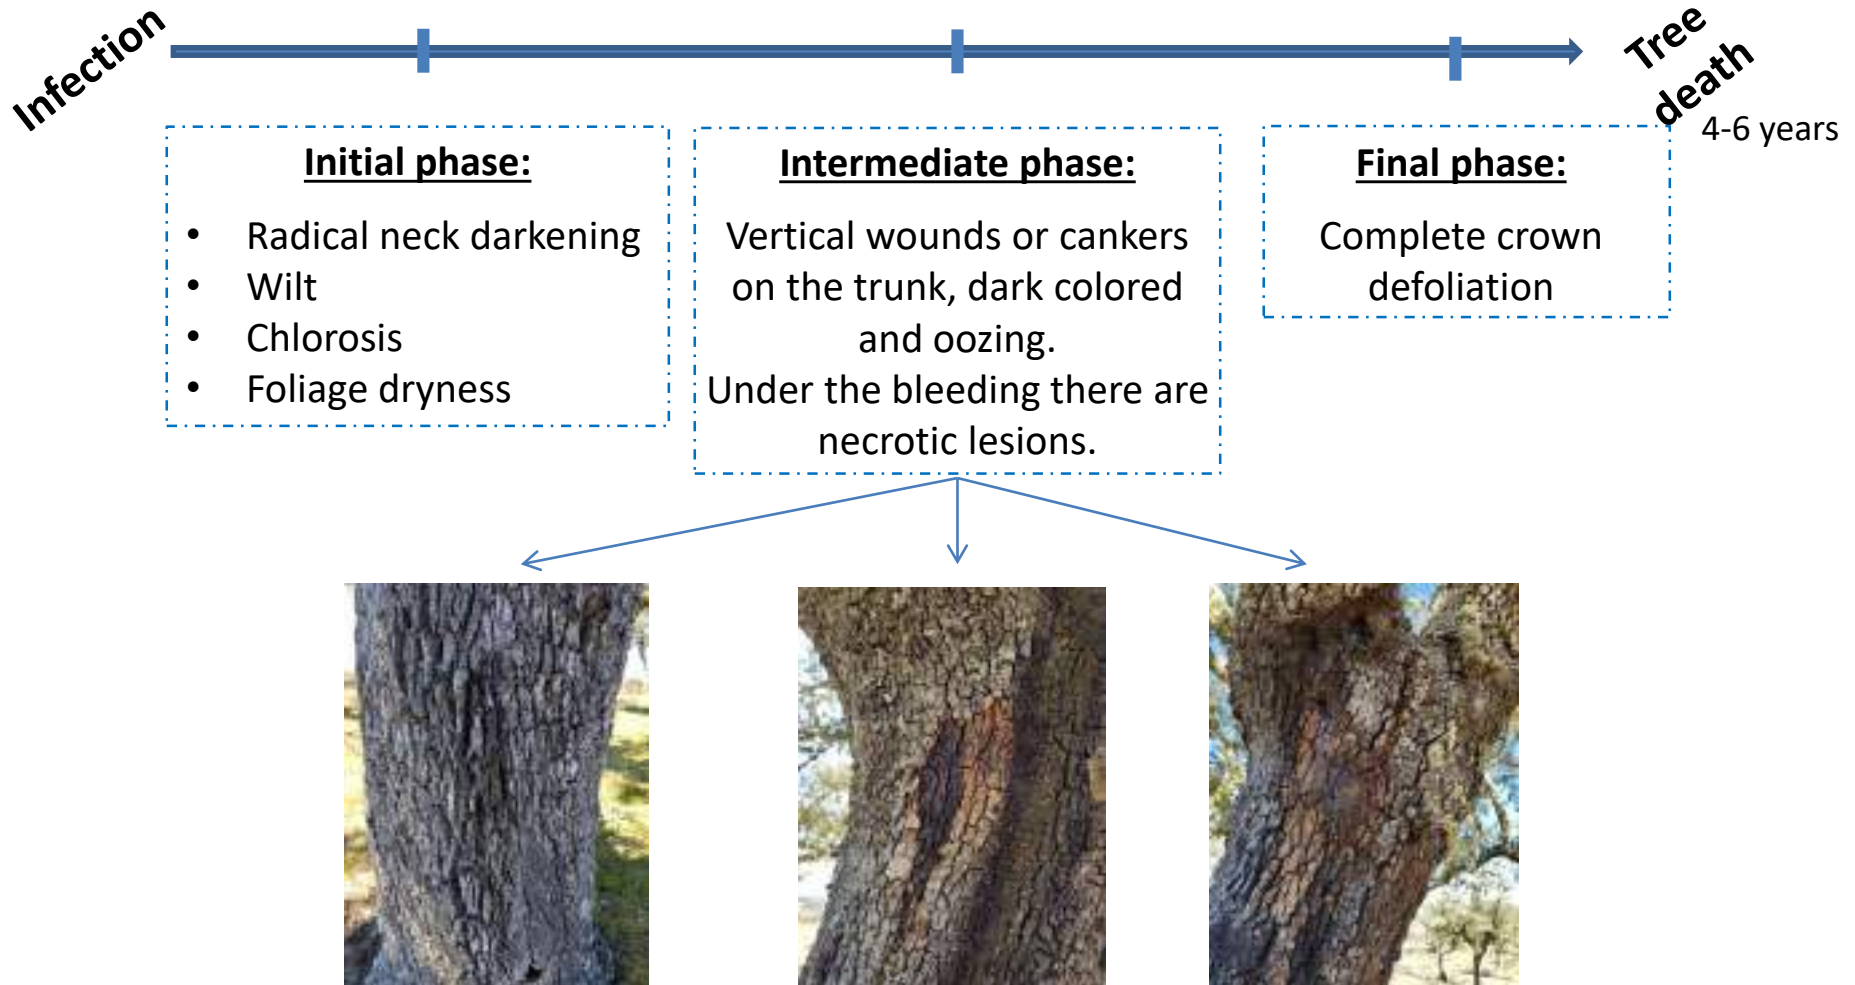 Infection
Tree
death
4-6 years
Initial phase:
• Radical neck darkening
• Wilt
• Chlorosis
• Foliage dryness
Intermediate phase:
Vertical wounds or cankers
on the trunk, dark colored
and oozing.
Under the bleeding there are
necrotic lesions.
Final phase:
Complete crown
defoliation